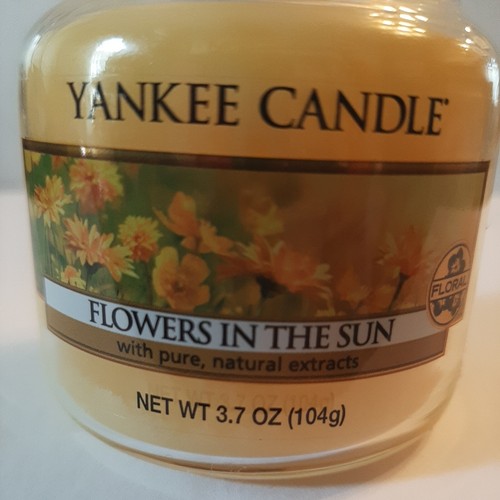 YANKEE CANDLE
FLORAL
FLOWERS IN THE SUN
with pure, natural extracts
NET WT 3.7 OZ (104g)